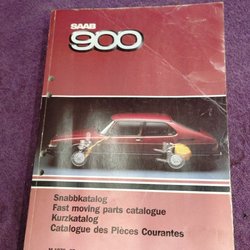 SAAB
900
Snabbkatalog
Fast moving parts catalogue
Kurzkatalog
Catalogue des Pièces Courantes